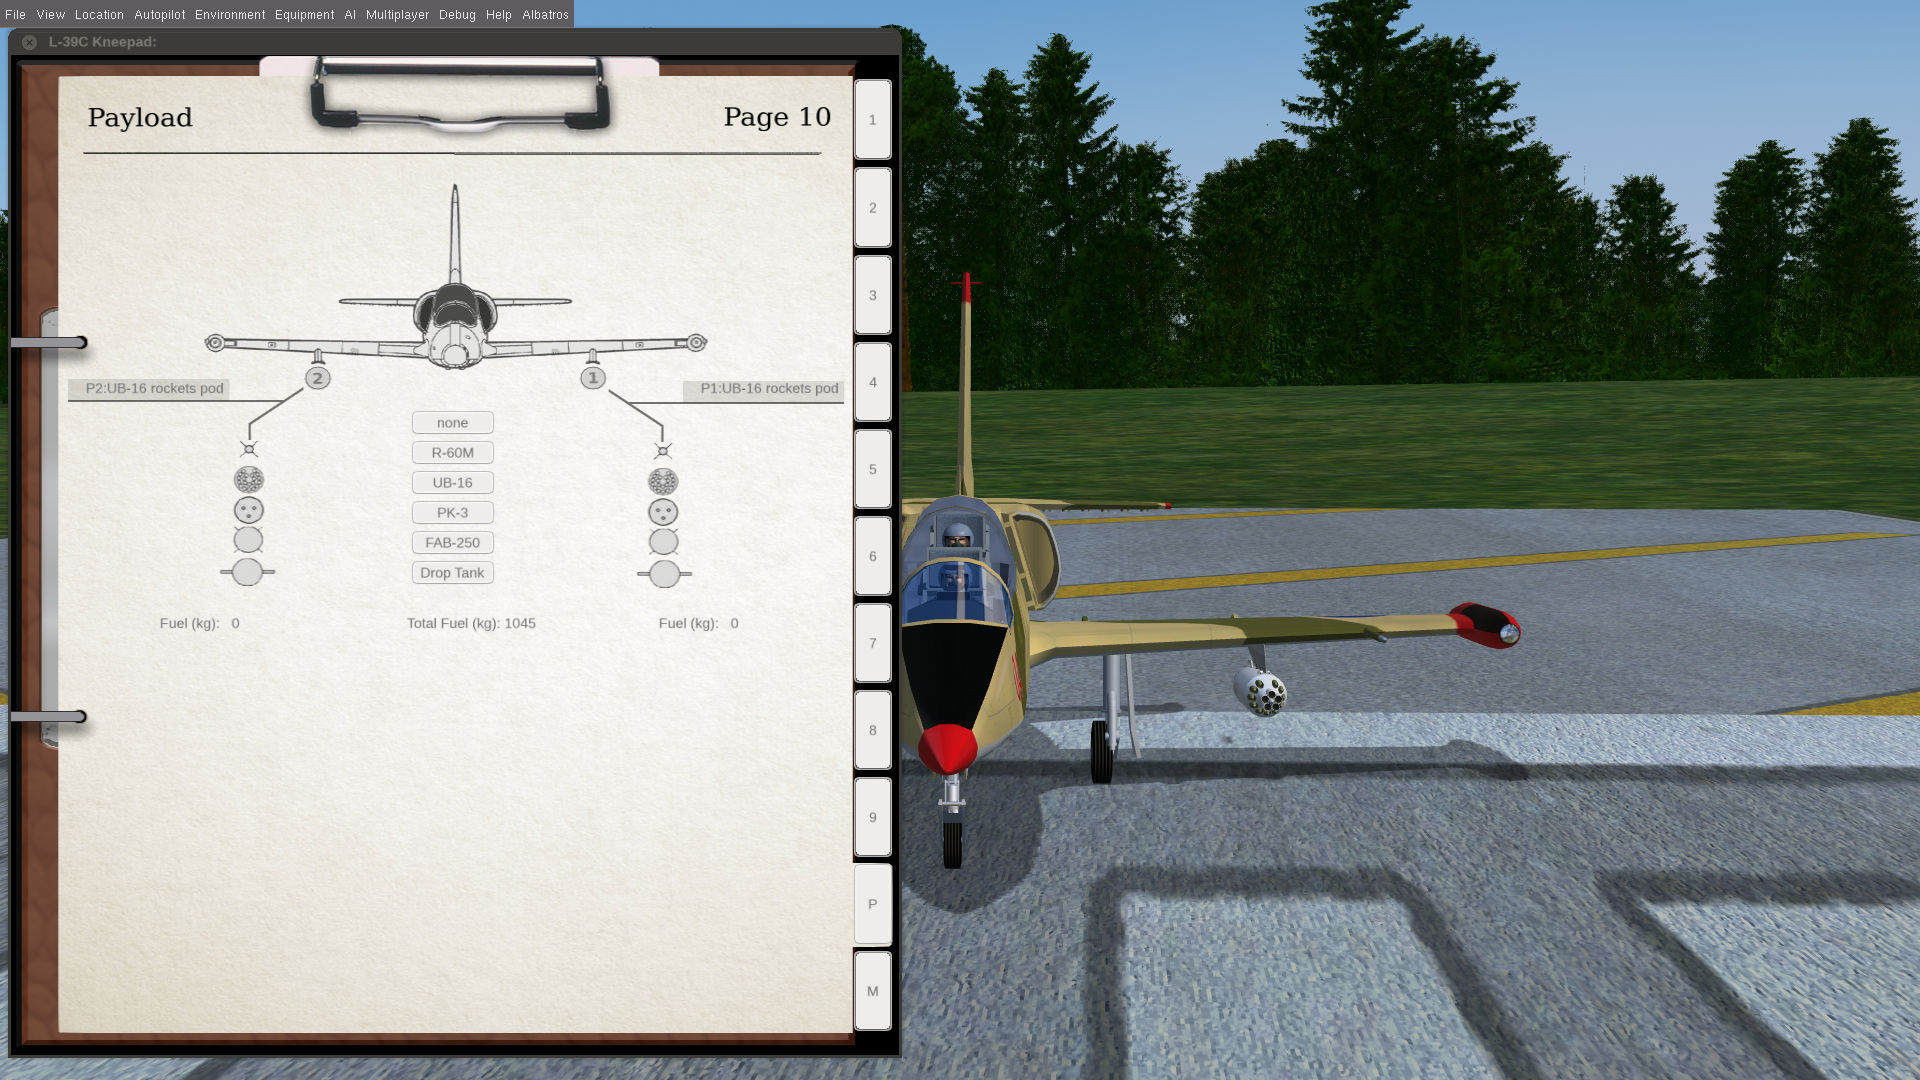 File View Location Autopilot Environment Equipment AI Multiplayer Debug Help Albatros
L-39C Kneepad:
Payload
Page 10
2
1
P2:UB-16 rockets pod
P1:UB-16 rockets pod
none
R-60M
UB-16
PK-3
FAB-250
Drop Tank
Fuel (kg): 0
Total Fuel (kg): 1045
Fuel (kg): 0
1
2
3
4
5
6
7
8
9
P
M